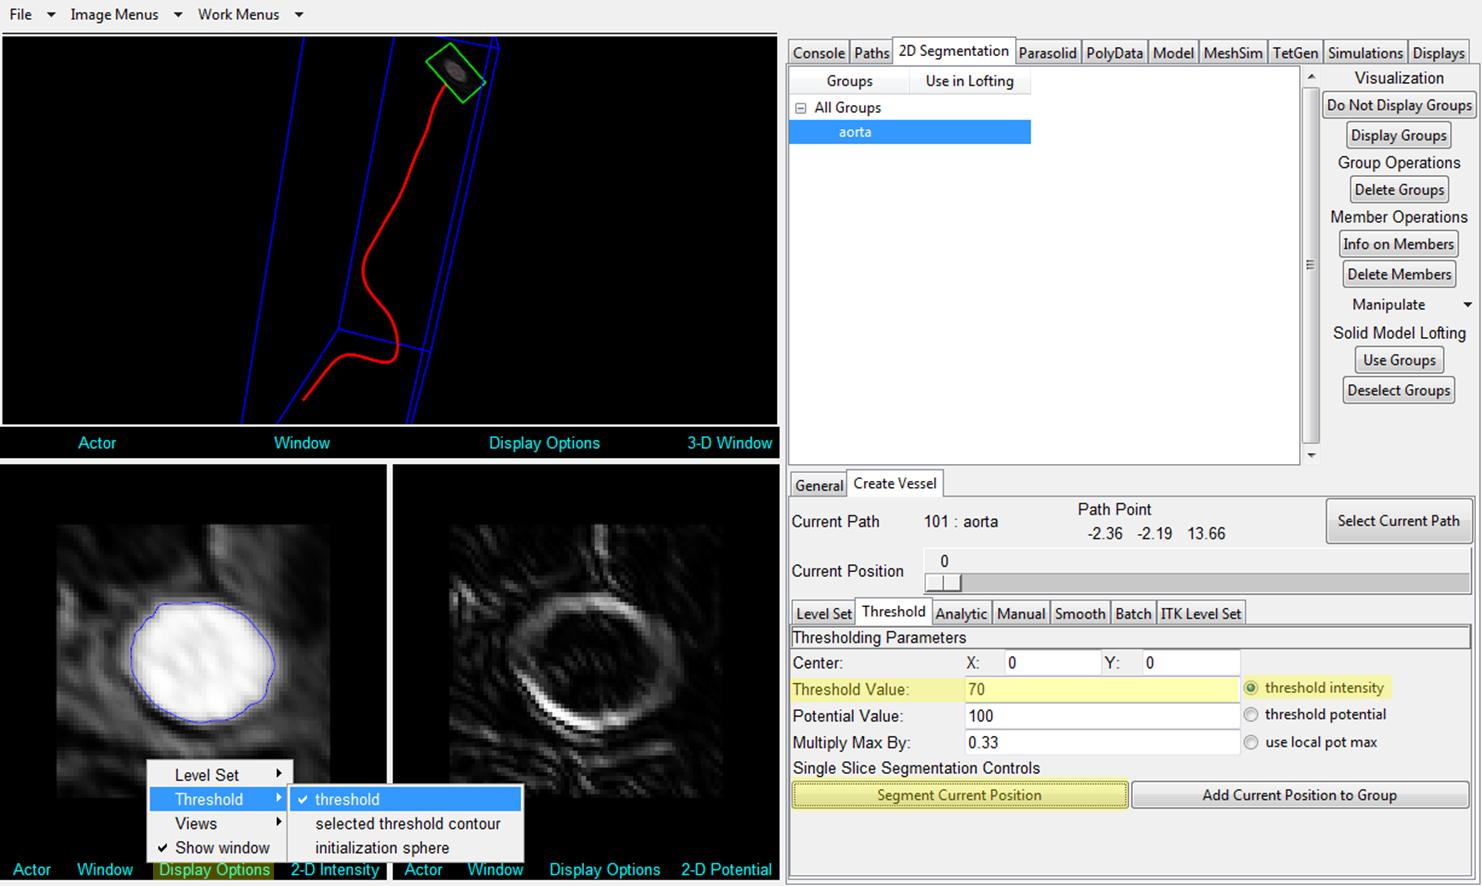 File Image Menus Work Menus
Console Paths 2D Segmentation Parasolid PolyData Model MeshSim TetGen Simulations Displays
Groups Use in Lofting
All Groups
aorta
Visualization
Do Not Display Groups
Display Groups
Group Operations
Delete Groups
Member Operations
Info on Members
Delete Members
Manipulate
Solid Model Lofting
Use Groups
Deselect Groups
Actor Window Display Options 3-D Window
General Create Vessel
Current Path 101 : aorta
Path Point
-2.36 -2.19 13.66
Select Current Path
Current Position 0
Level Set Threshold Analytic Manual Smooth Batch ITK Level Set
Thresholding Parameters
Center: X: 0 Y: 0
Threshold Value: 70 threshold intensity
Potential Value: 100 threshold potential
Multiply Max By: 0.33 use local pot max
Single Slice Segmentation Controls
Segment Current Position Add Current Position to Group
Level Set
Threshold
Views
Show window
threshold
selected threshold contour
initialization sphere
Actor Window Display Options 2-D Intensity
Actor Window Display Options 2-D Potential